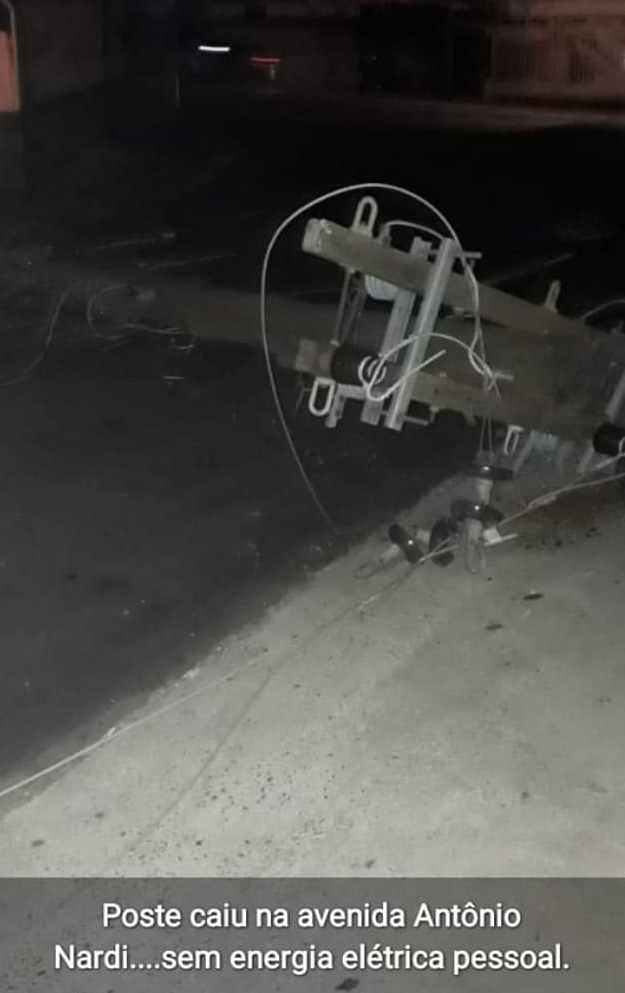 Poste caiu na avenida Antônio
Nardi....sem energia elétrica pessoal.